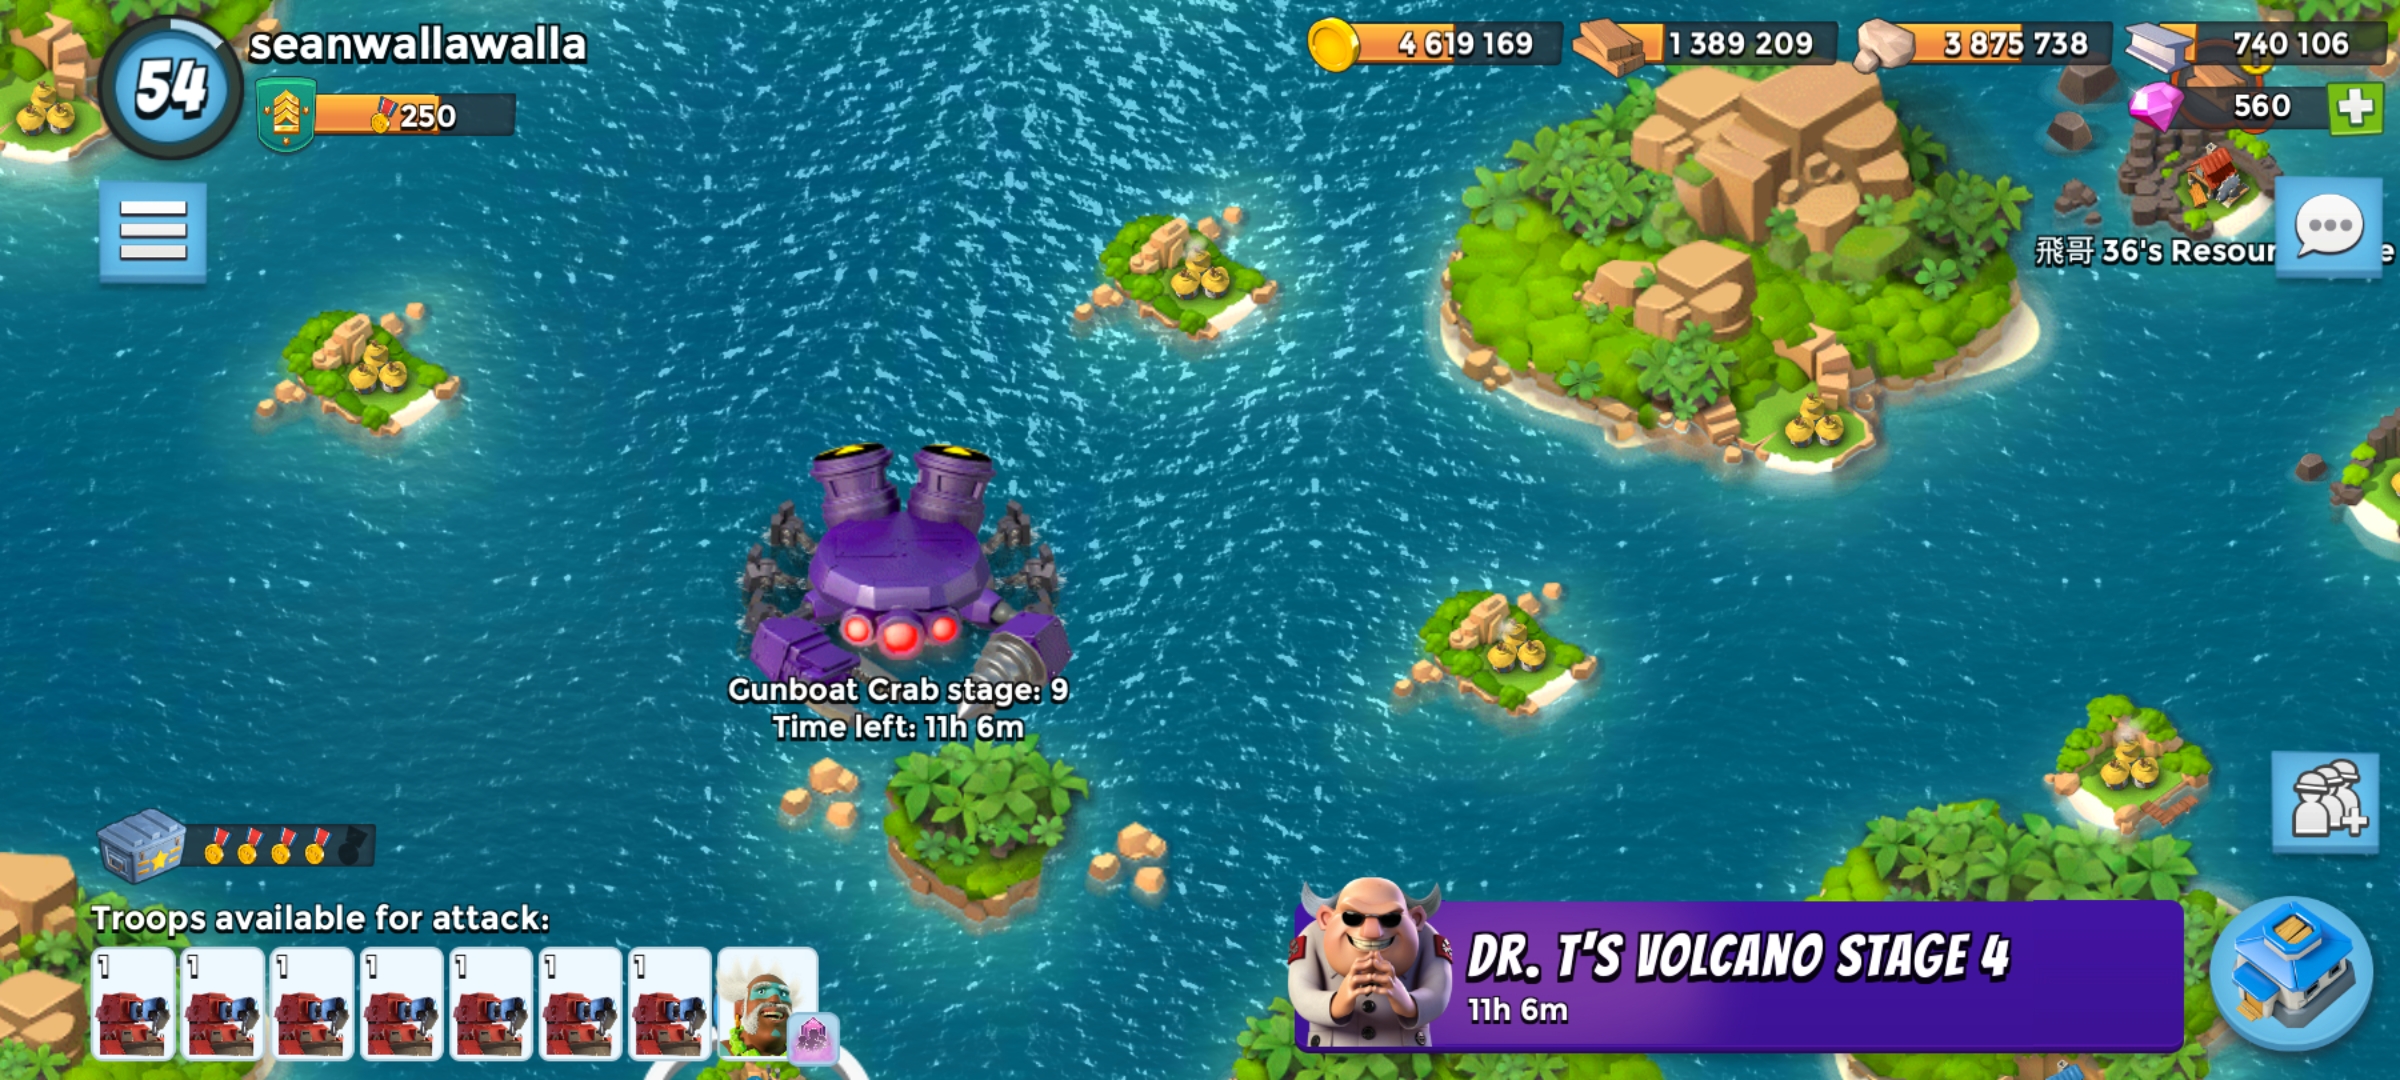 54
seanwallawalla
250
4 619 169
1 389 209
3 875 738
740 106
560
飛哥 36's Resour
Gunboat Crab stage: 9
Time left: 11h 6m
Troops available for attack:
1 1 1 1 1 1 1
DR. T'S VOLCANO STAGE 4
11h 6m